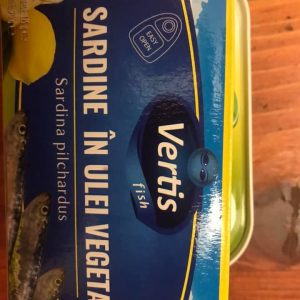 EASY
OPEN
Vertis
fish
SARDINE ÎN ULEI VEGETA
Sardina pilchardus